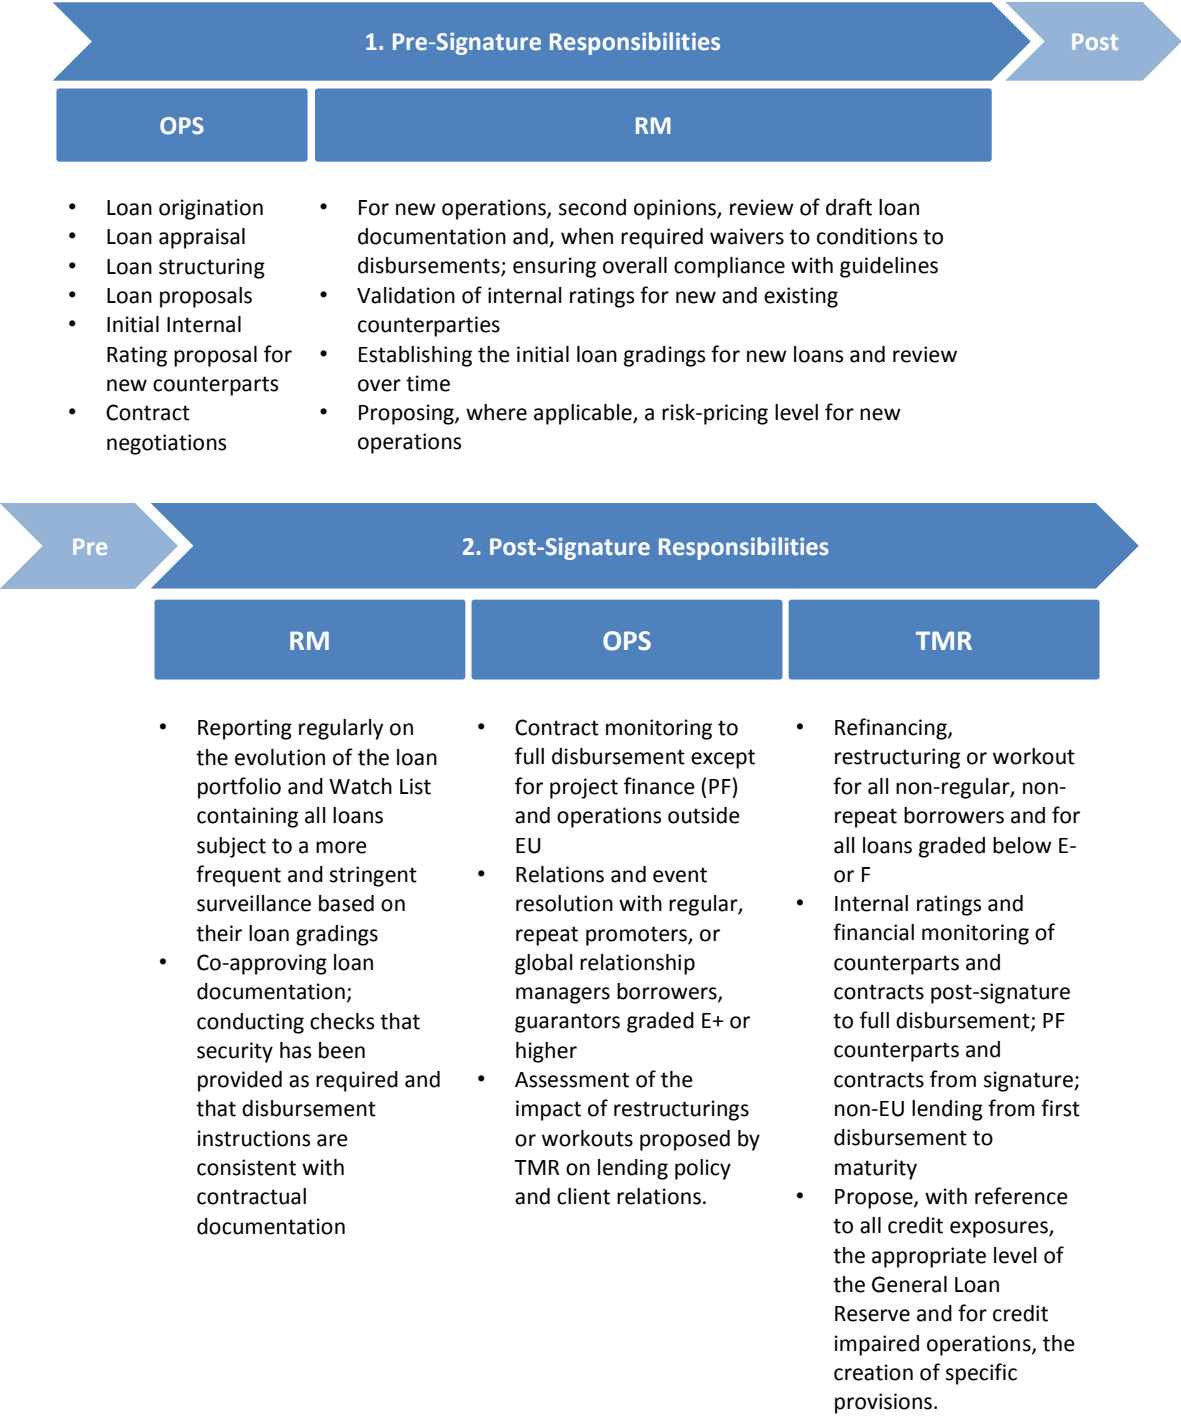 1. Pre-Signature Responsibilities
Post
OPS
RM
• Loan origination
• Loan appraisal
• Loan structuring
• Loan proposals
• Initial Internal
Rating proposal for
new counterparts
• Contract
negotiations
• For new operations, second opinions, review of draft loan
documentation and, when required waivers to conditions to
disbursements; ensuring overall compliance with guidelines
• Validation of internal ratings for new and existing
counterparties
• Establishing the initial loan gradings for new loans and review
over time
• Proposing, where applicable, a risk-pricing level for new
operations
Pre
2. Post-Signature Responsibilities
RM
OPS
TMR
• Reporting regularly on
the evolution of the loan
portfolio and Watch List
containing all loans
subject to a more
frequent and stringent
surveillance based on
their loan gradings
• Co-approving loan
documentation;
conducting checks that
security has been
provided as required and
that disbursement
instructions are
consistent with
contractual
documentation
• Contract monitoring to
full disbursement except
for project finance (PF)
and operations outside
EU
• Relations and event
resolution with regular,
repeat promoters, or
global relationship
managers borrowers,
guarantors graded E+ or
higher
• Assessment of the
impact of restructurings
or workouts proposed by
TMR on lending policy
and client relations.
• Refinancing,
restructuring or workout
for all non-regular, non-
repeat borrowers and for
all loans graded below E-
or F
• Internal ratings and
financial monitoring of
counterparts and
contracts post-signature
to full disbursement; PF
counterparts and
contracts from signature;
non-EU lending from first
disbursement to
maturity
• Propose, with reference
to all credit exposures,
the appropriate level of
the General Loan
Reserve and for credit
impaired operations, the
creation of specific
provisions.